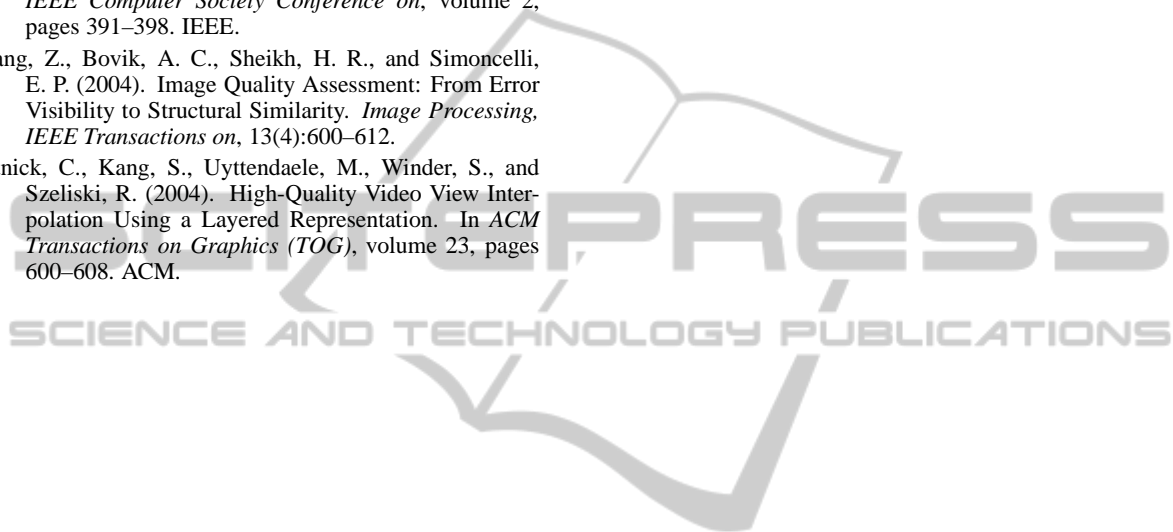 IEEE Computer Society Conference on, volume 2,
pages 391–398. IEEE.
ang, Z., Bovik, A. C., Sheikh, H. R., and Simoncelli,
E. P. (2004). Image Quality Assessment: From Error
Visibility to Structural Similarity. Image Processing,
IEEE Transactions on, 13(4):600–612.
nick, C., Kang, S., Uyttendaele, M., Winder, S., and
Szeliski, R. (2004). High-Quality Video View Inter-
polation Using a Layered Representation. In ACM
Transactions on Graphics (TOG), volume 23, pages
600–608. ACM.
SCITEPRESS
SCIENCE AND TECHNOLOGY PUBLICATIONS